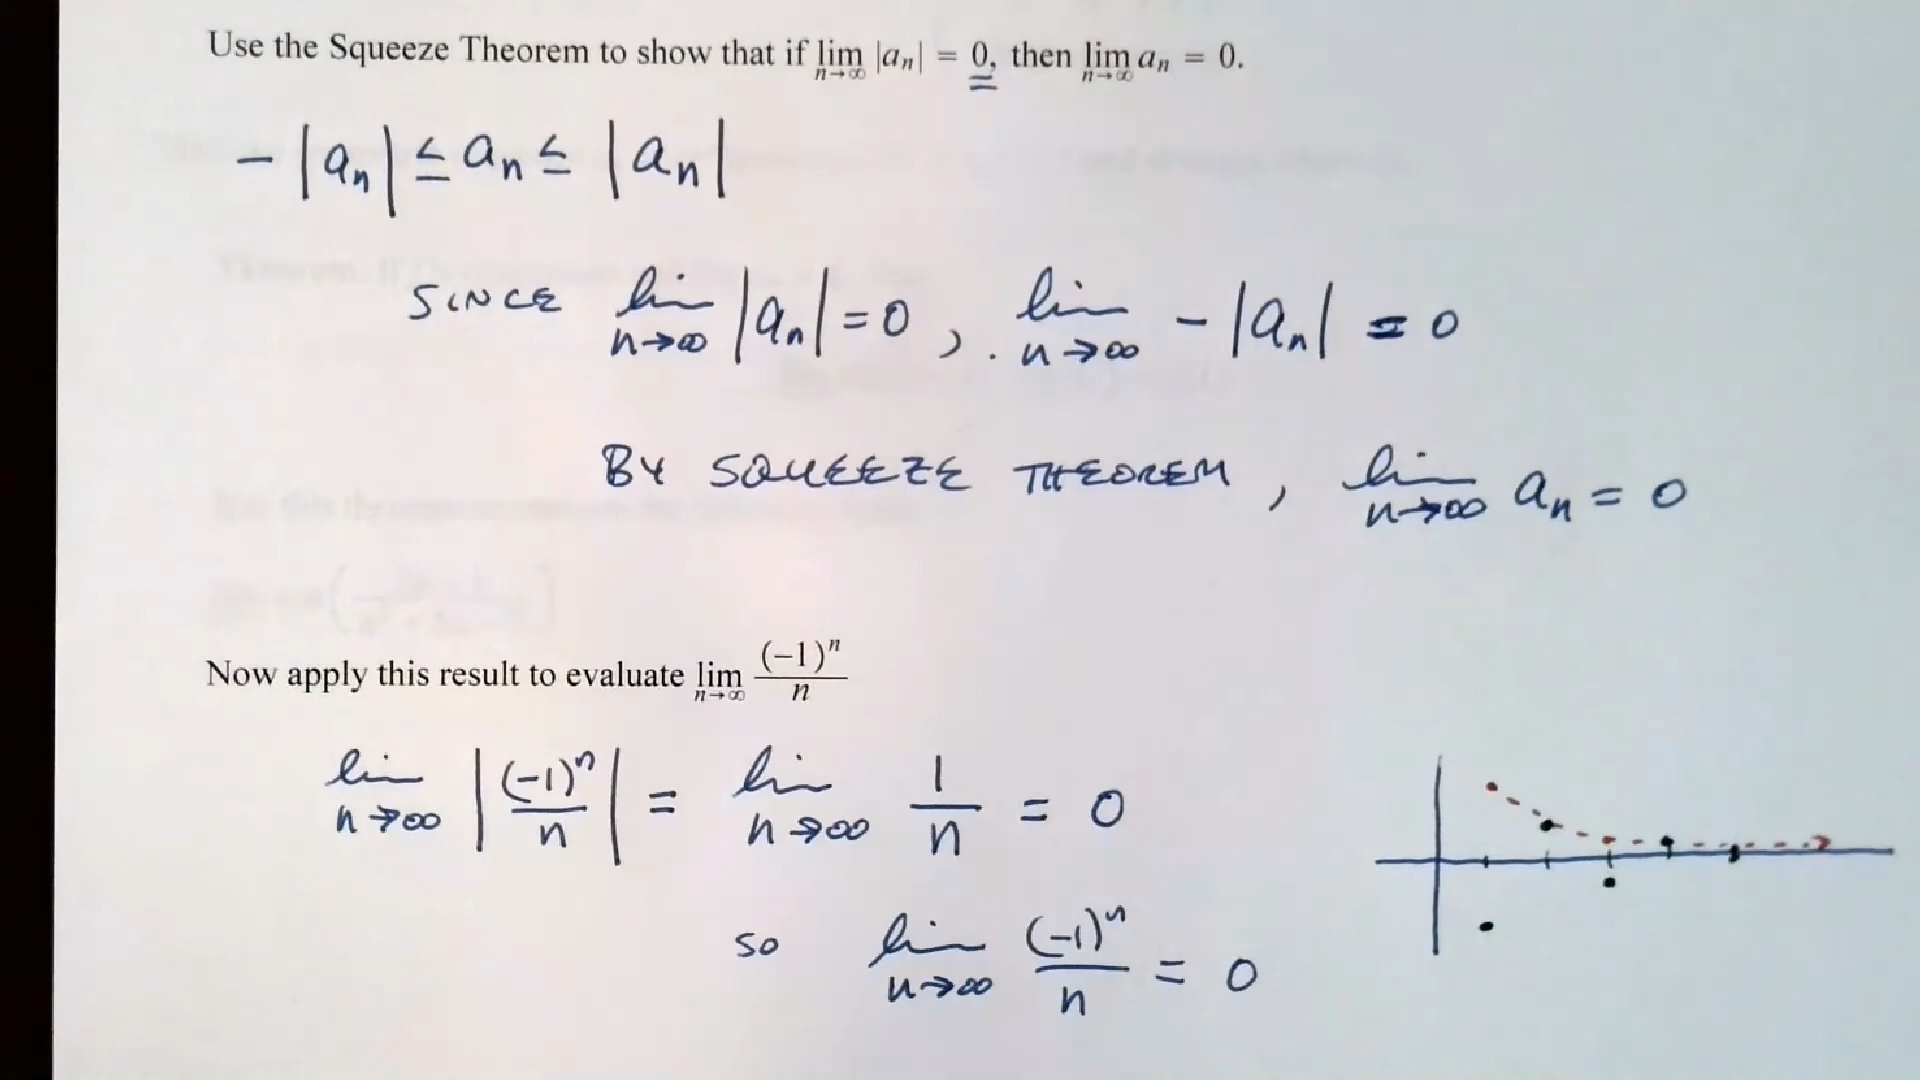 Use the Squeeze Theorem to show that if lim n→∞ |aₙ| = 0, then lim n→∞ aₙ = 0.
- |aₙ| ≤ aₙ ≤ |aₙ|
SINCE lim n→∞ |aₙ| = 0, lim n→∞ - |aₙ| = 0
BY SQUEEZE THEOREM, lim n→∞ aₙ = 0
Now apply this result to evaluate lim n→∞ (-1)ⁿ/n
lim n→∞ |(-1)ⁿ/n| = lim n→∞ 1/n = 0
so lim n→∞ (-1)ⁿ/n = 0